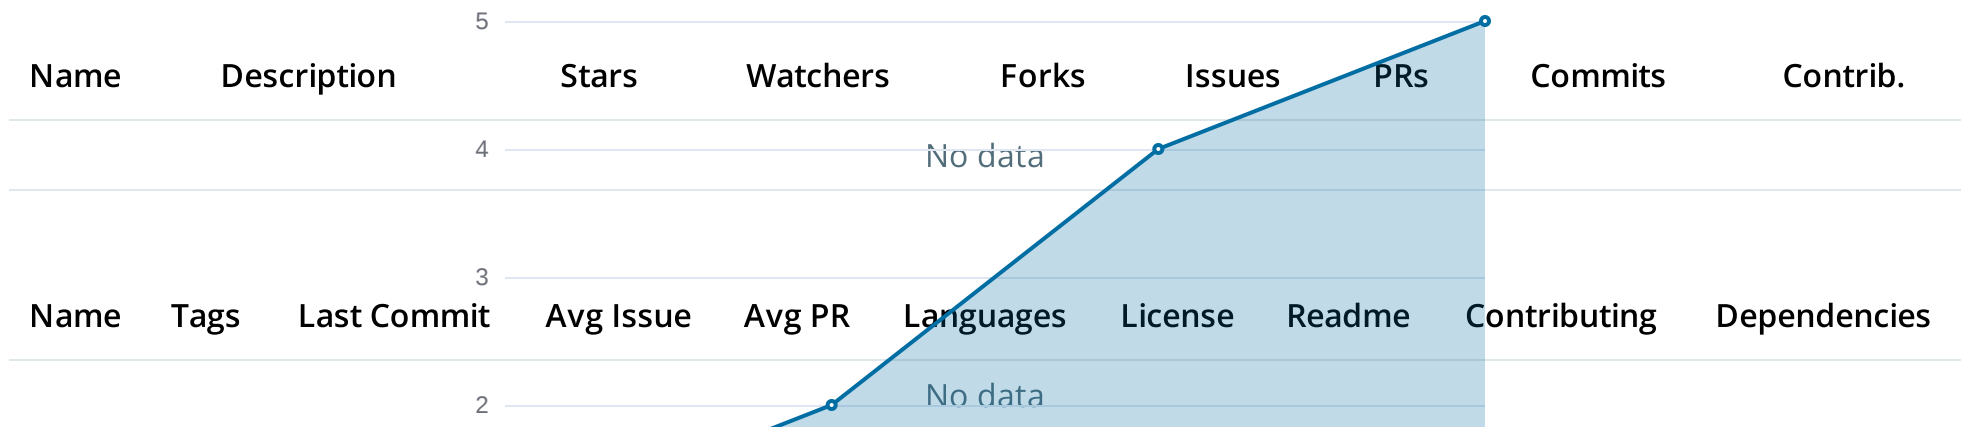 5
Name Description Stars Watchers Forks Issues PRs Commits Contrib.
4
No data
3
Name Tags Last Commit Avg Issue Avg PR Languages License Readme Contributing Dependencies
No data
2